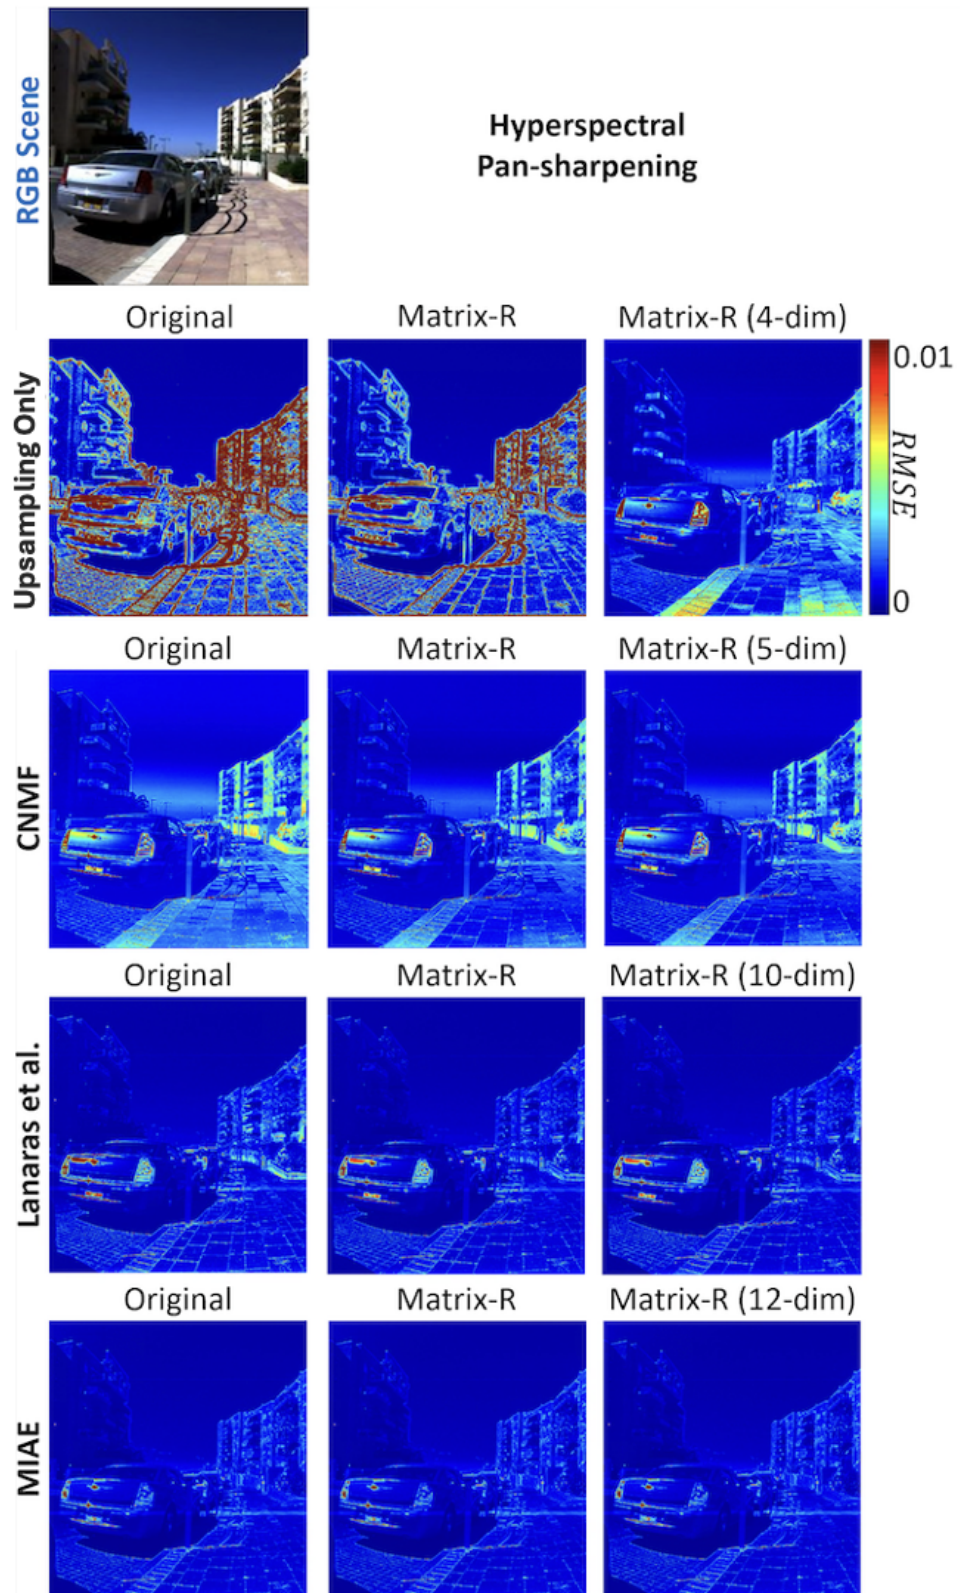 RGB Scene
Hyperspectral
Pan-sharpening
Original
Matrix-R
Matrix-R (4-dim)
Upsampling Only
0.01
RMSE
0
Original
Matrix-R
Matrix-R (5-dim)
CNMF
Original
Matrix-R
Matrix-R (10-dim)
Lanaras et al.
Original
Matrix-R
Matrix-R (12-dim)
MIAE